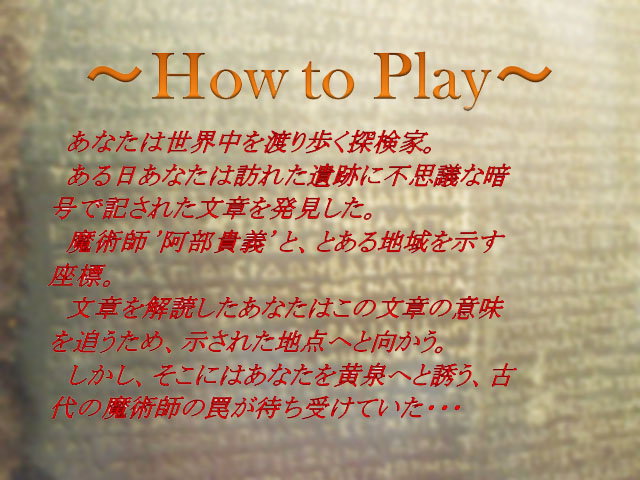 ～How to Play～
あなたは世界中を渡り歩く探検家。
ある日あなたは訪れた遺跡に不思議な暗
号で記された文章を発見した。
魔術師’阿部貴義’と、とある地域を示す
座標。
文章を解読したあなたはこの文章の意味
を追うため、示された地点へと向かう。
しかし、そこにはあなたを黄泉へと誘う、古
代の魔術師の罠が待ち受けていた・・・